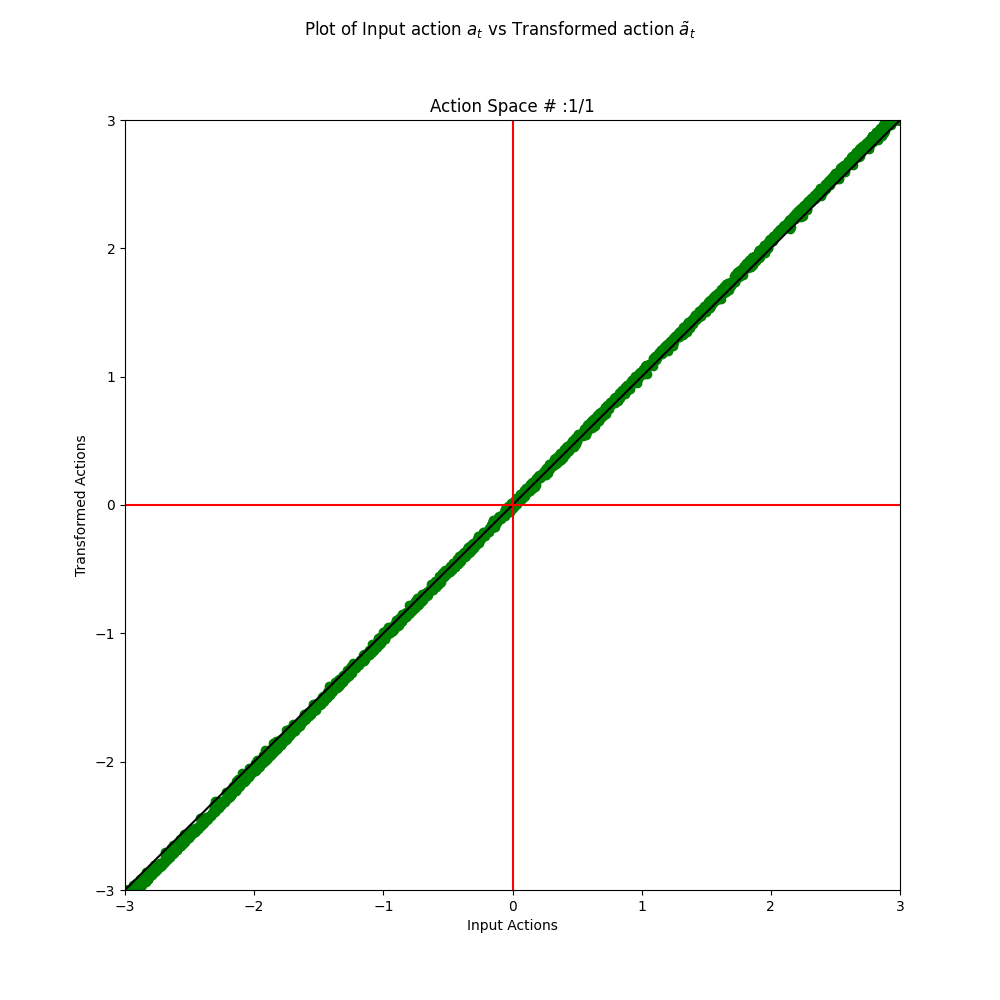 Plot of Input action $a_t$ vs Transformed action $\tilde{a}_t$
Action Space # :1/1
3
2
1
0
−1
−2
−3
Transformed Actions
−3 −2 −1 0 1 2 3
Input Actions